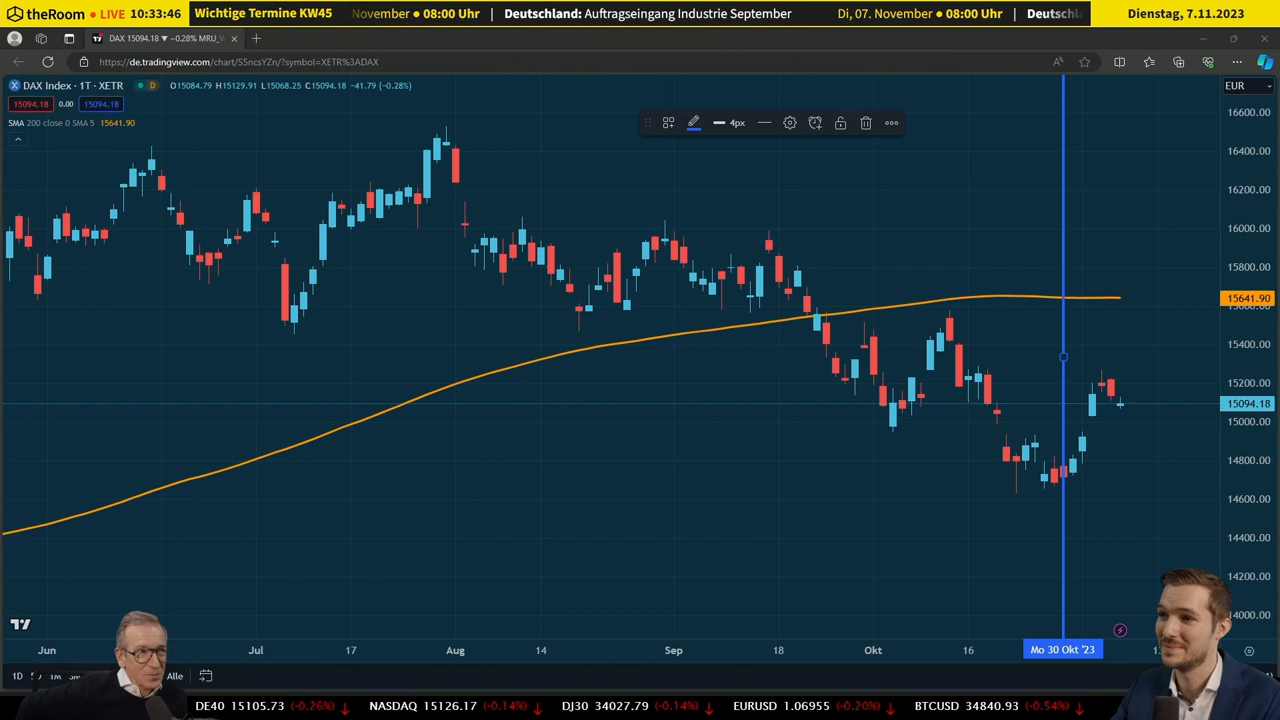 theRoom LIVE 10:33:46
Wichtige Termine KW45
November 08:00 Uhr | Deutschland: Auftragseingang Industrie September Di, 07. November 08:00 Uhr | Deutschl
Dienstag, 7.11.2023
DAX 15094.18 ▼ −0.28% MRU_
https://de.tradingview.com/chart/S5ncsYZn/?symbol=XETR%3ADAX
DAX Index · 1T · XETR D O15084.79 H15129.91 L15068.25 C15094.18 −41.79 (−0.28%)
EUR
15094.18 0.00 15094.18
SMA 200 close 0 SMA 5 15641.90
4px
16600.00
16400.00
16200.00
16000.00
15800.00
15641.90
15400.00
15200.00
15094.18
15000.00
14800.00
14600.00
14400.00
14200.00
14000.00
Jun Jul 17 Aug 14 Sep 18 Okt 16 Mo 30 Okt '23
1D 1M Alle
DE40 15105.73 (-0.26%) ↓ NASDAQ 15126.17 (-0.14%) ↓ DJ30 34027.79 (-0.14%) ↓ EURUSD 1.06955 (-0.20%) ↓ BTCUSD 34840.93 (-0.54%) ↓